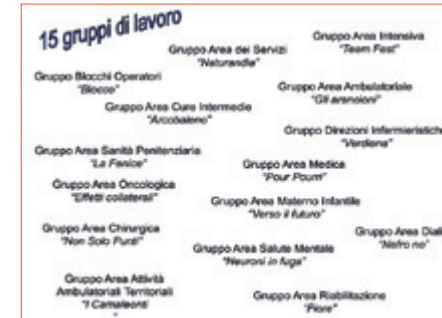 15 gruppi di lavoro
Gruppo Area Intensiva
"Team Fast"
Gruppo Area dei Servizi
"Naturandia"
Gruppo Blocchi Operatori
"Blocco"
Gruppo Area Ambulatoriale
"Gli arancioni"
Gruppo Area Cure Intermedie
"Arcobaleno"
Gruppo Direzioni Infermieristiche
"Verdiana"
Gruppo Area Sanità Penitenziaria
"La Fenice"
Gruppo Area Medica
"Pour Pourri"
Gruppo Area Oncologica
"Effetti collaterali"
Gruppo Area Materno Infantile
"Verso il futuro"
Gruppo Area Chirurgica
"Non Solo Punti"
Gruppo Area Diali
"Nefro no"
Gruppo Area Salute Mentale
"Neuroni in fuga"
Gruppo Area Attività
Ambulatoriali Territoriali
"I Camaleonti
"
Gruppo Area Riabilitazione
"Fiore"